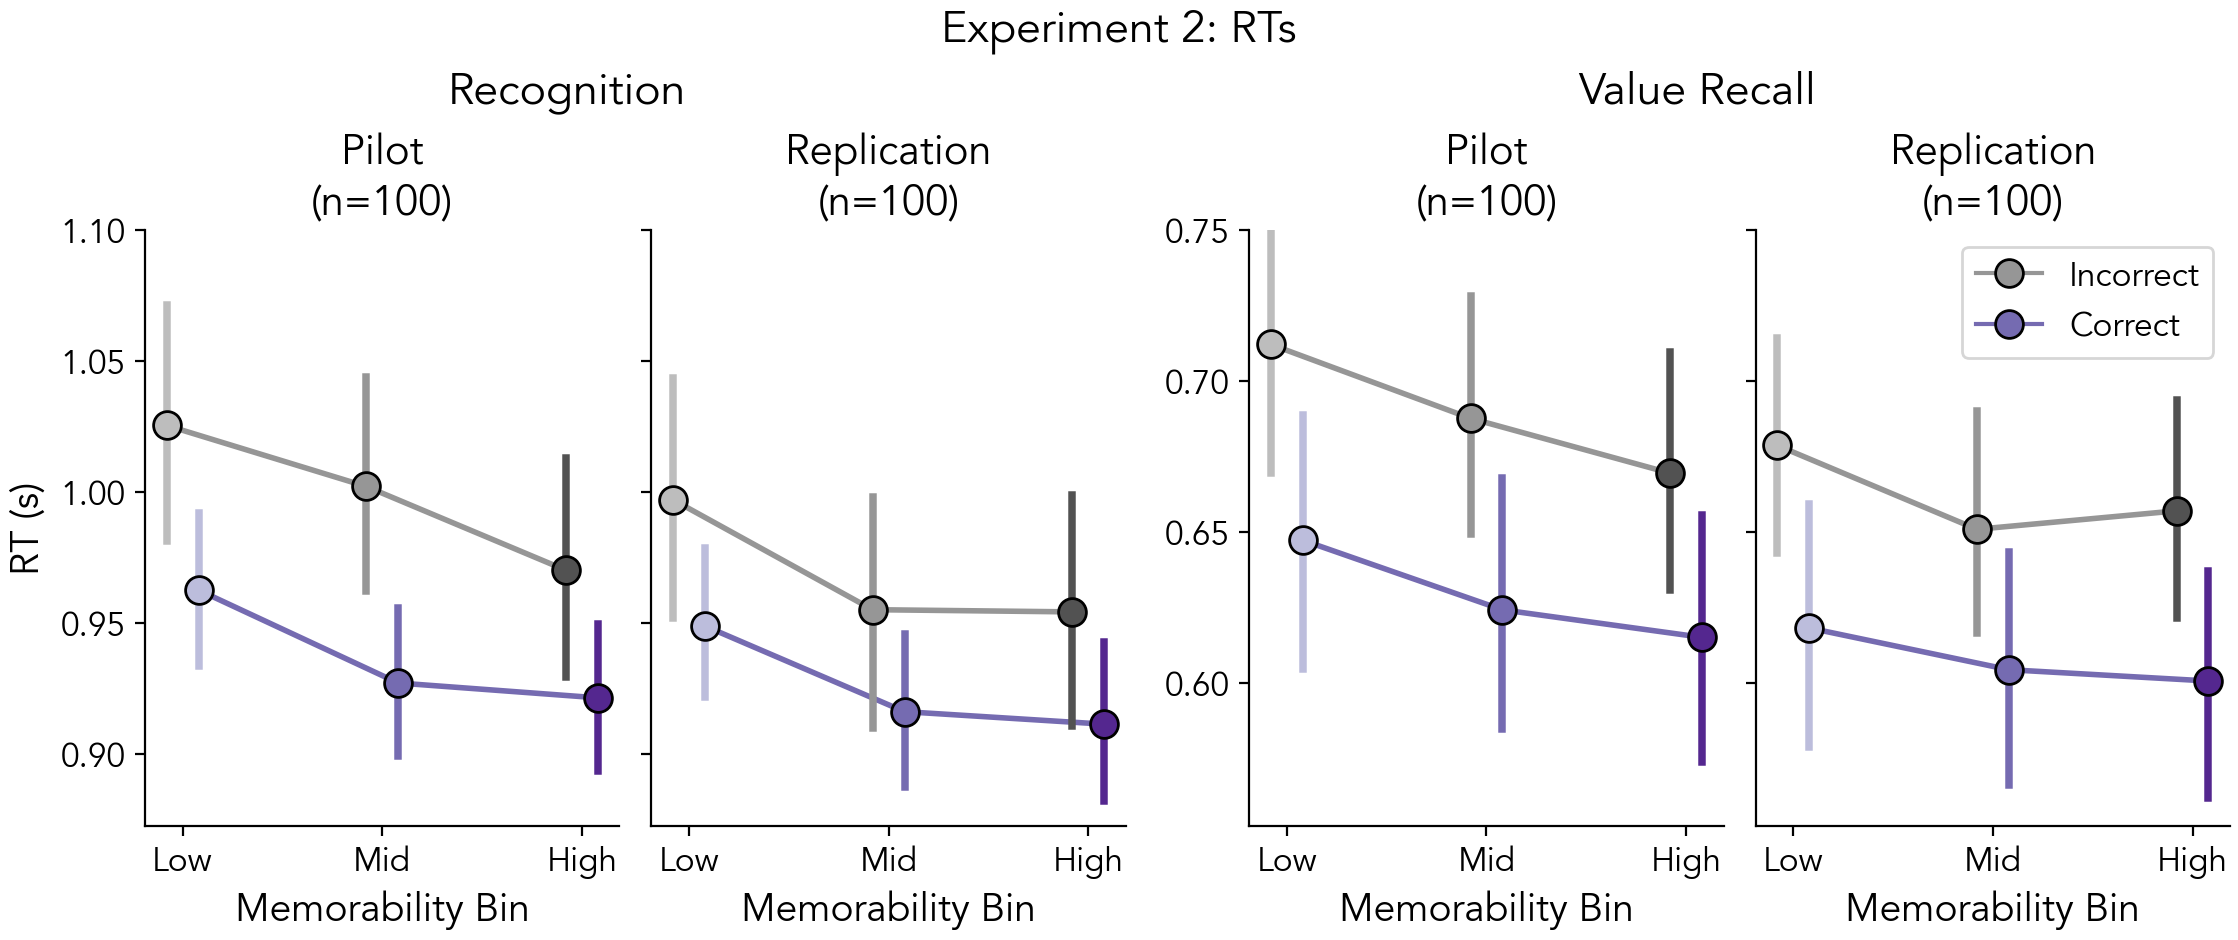 Experiment 2: RTs
Recognition
Value Recall
Pilot
(n=100)
Replication
(n=100)
Pilot
(n=100)
Replication
(n=100)
RT (s)
1.10
1.05
1.00
0.95
0.90
0.75
0.70
0.65
0.60
Incorrect
Correct
Low Mid High
Low Mid High
Low Mid High
Low Mid High
Memorability Bin
Memorability Bin
Memorability Bin
Memorability Bin